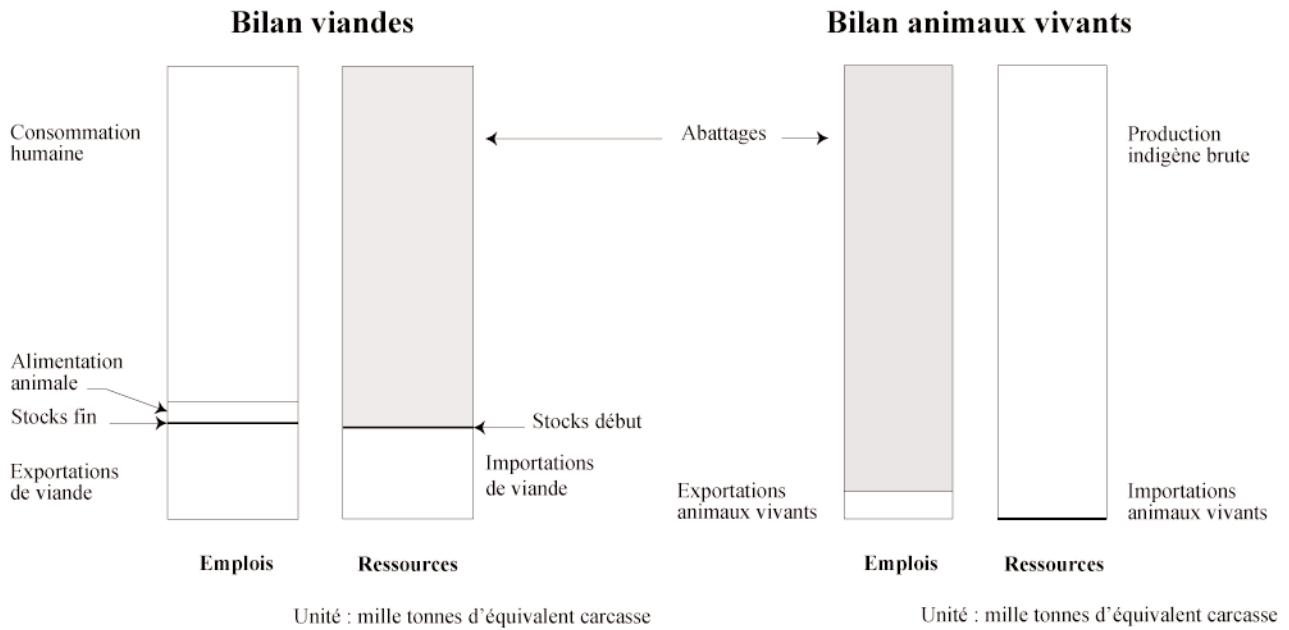 Bilan viandes
Bilan animaux vivants
Consommation
humaine
Abattages
Production
indigène brute
Alimentation
animale
Stocks fin
Stocks début
Exportations
de viande
Importations
de viande
Exportations
animaux vivants
Importations
animaux vivants
Emplois
Ressources
Emplois
Ressources
Unité : mille tonnes d'équivalent carcasse
Unité : mille tonnes d'équivalent carcasse